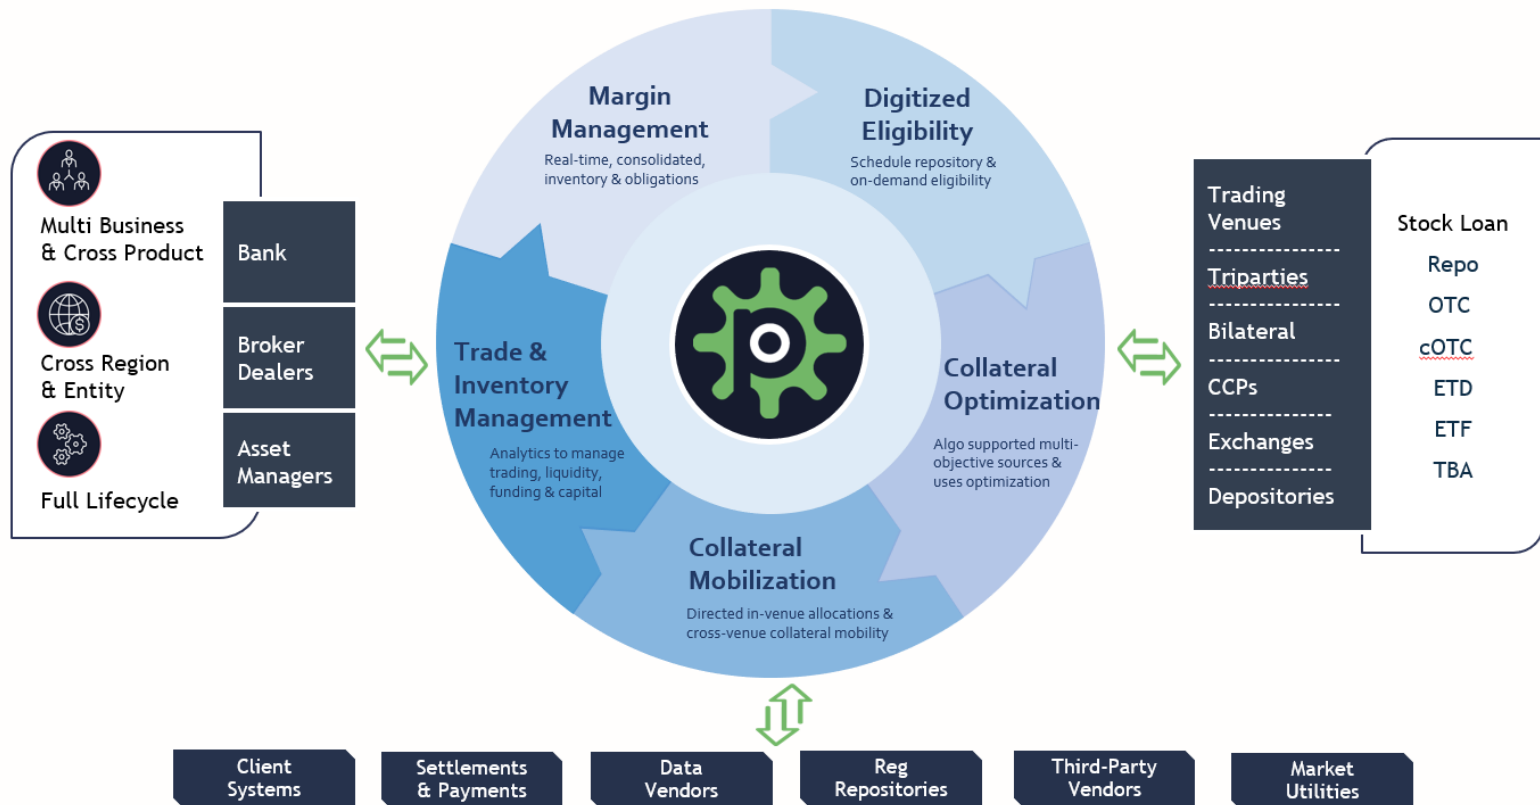 Multi Business
& Cross Product
Cross Region
& Entity
Full Lifecycle
Bank
Broker
Dealers
Asset
Managers
Margin
Management
Real-time, consolidated,
inventory & obligations
Digitized
Eligibility
Schedule repository &
on-demand eligibility
Collateral
Optimization
Algo supported multi-
objective sources &
uses optimization
Collateral
Mobilization
Directed in-venue allocations &
cross-venue collateral mobility
Trade &
Inventory
Management
Analytics to manage
trading, liquidity,
funding & capital
p
Trading
Venues
Triparties
Bilateral
CCPs
Exchanges
Depositories
Stock Loan
Repo
OTC
cOTC
ETD
ETF
TBA
Client
Systems
Settlements
& Payments
Data
Vendors
Reg
Repositories
Third-Party
Vendors
Market
Utilities